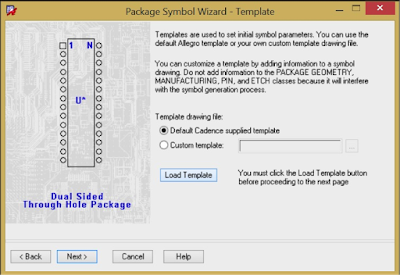 Package Symbol Wizard - Template
1 N
U*
Dual Sided
Through Hole Package
Templates are used to set initial symbol parameters. You can use the
default Allegro template or your own custom template drawing file.
You can customize a template by adding information to a symbol
drawing. Do not add information to the PACKAGE GEOMETRY,
MANUFACTURING, PIN, and ETCH classes because it will interfere
with the symbol generation process.
Template drawing file:
Default Cadence supplied template
Custom template:
...
Load Template
You must click the Load Template button
before proceeding to the next page
< Back
Next >
Cancel
Help